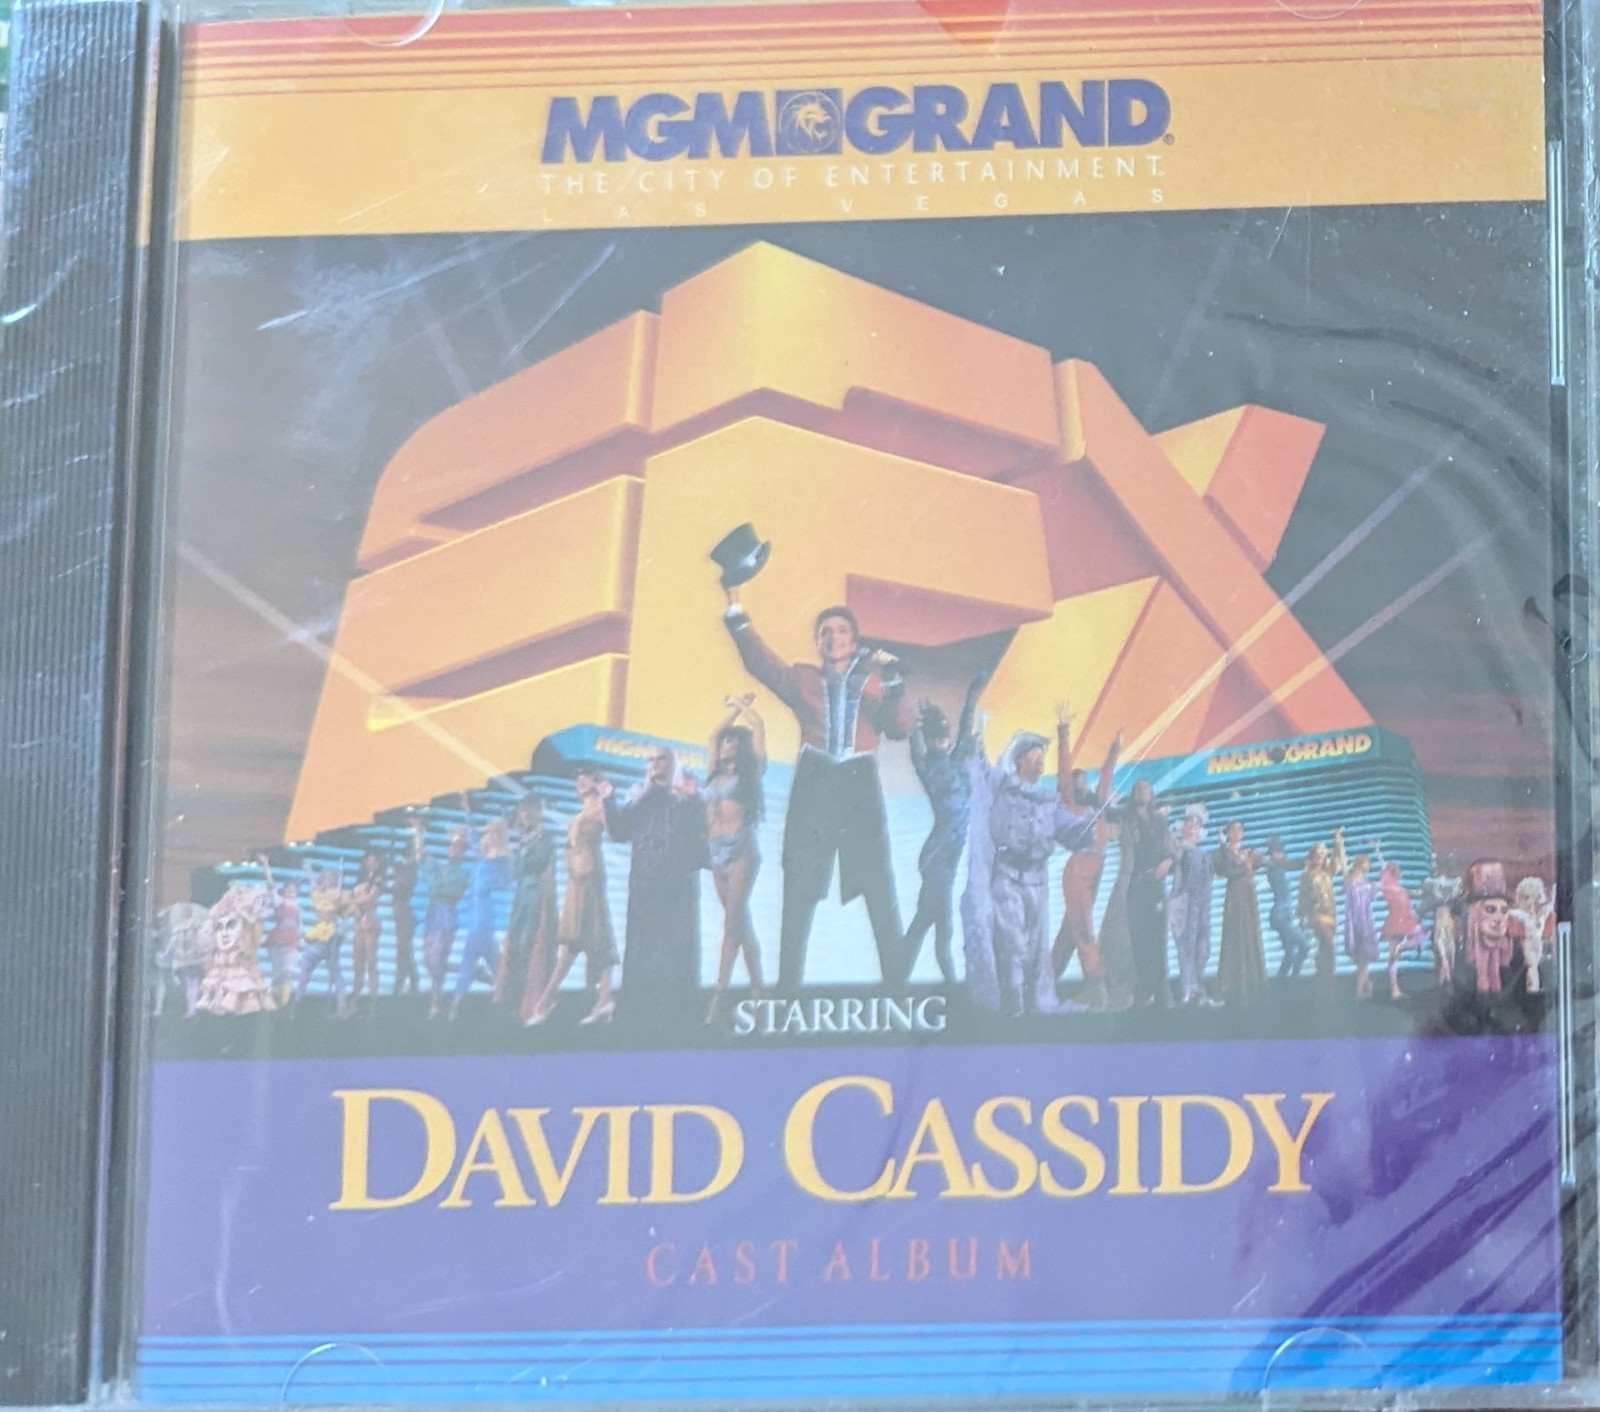 MGM GRAND®
THE CITY OF ENTERTAINMENT
LAS VEGAS
EFX
MGM GRAND
STARRING
DAVID CASSIDY
CAST ALBUM